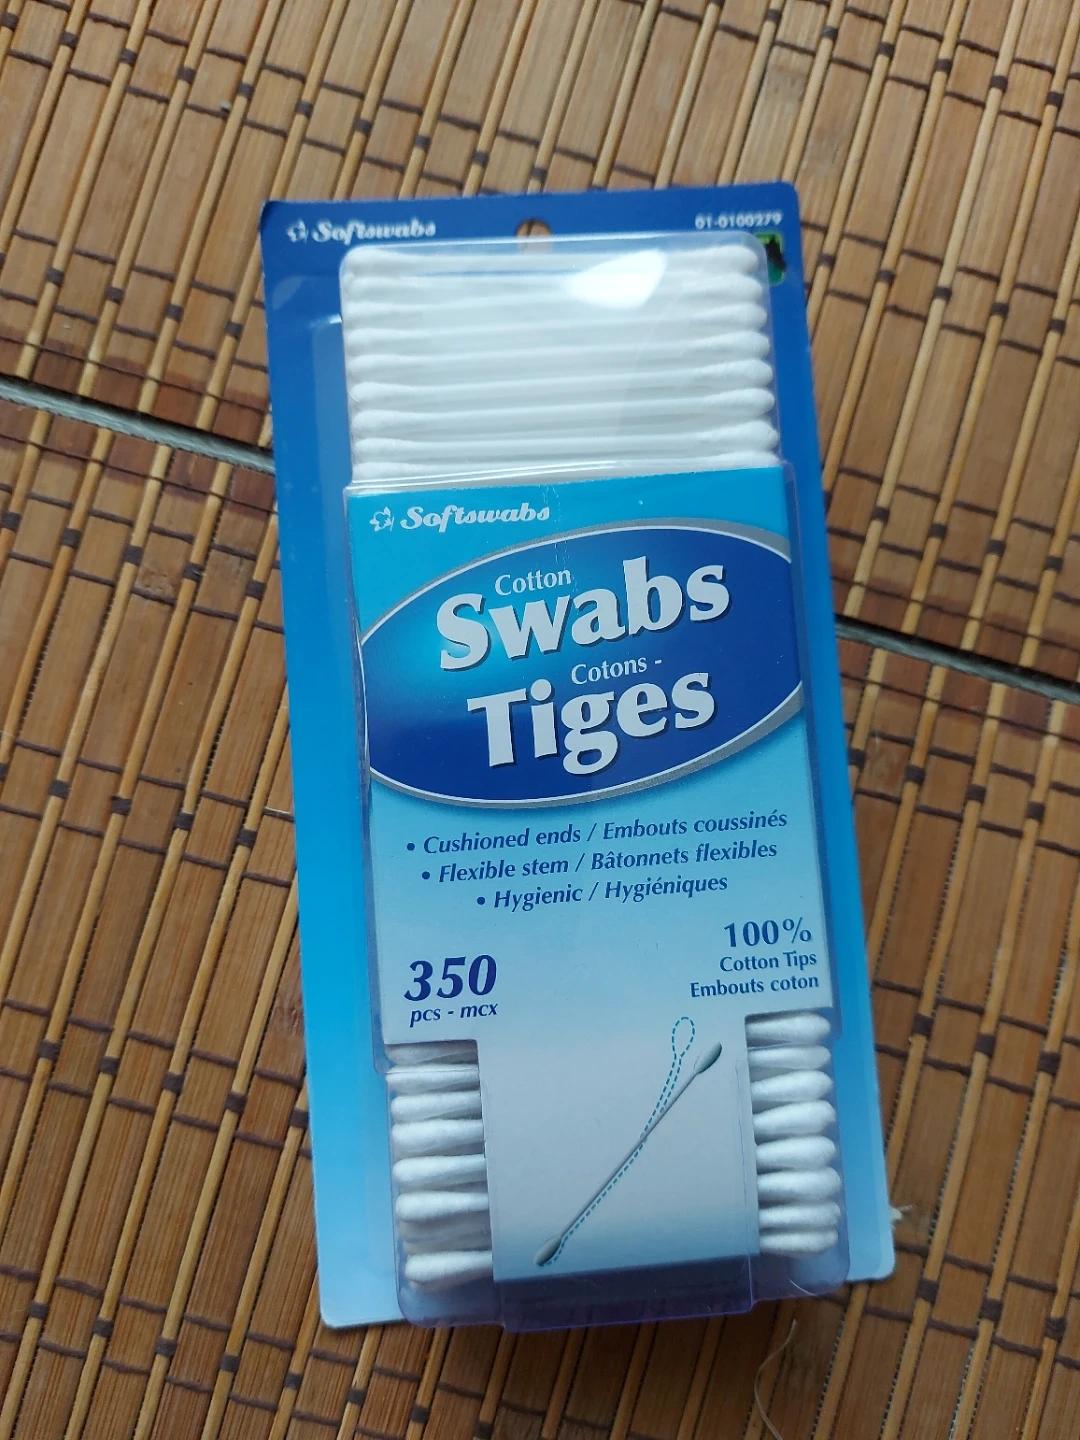 Softswabs
01-0100279
Softswabs
Cotton
Swabs
Cotons -
Tiges
• Cushioned ends / Embouts coussinés
• Flexible stem / Bâtonnets flexibles
• Hygienic / Hygiéniques
350
pcs - mcx
100%
Cotton Tips
Embouts coton